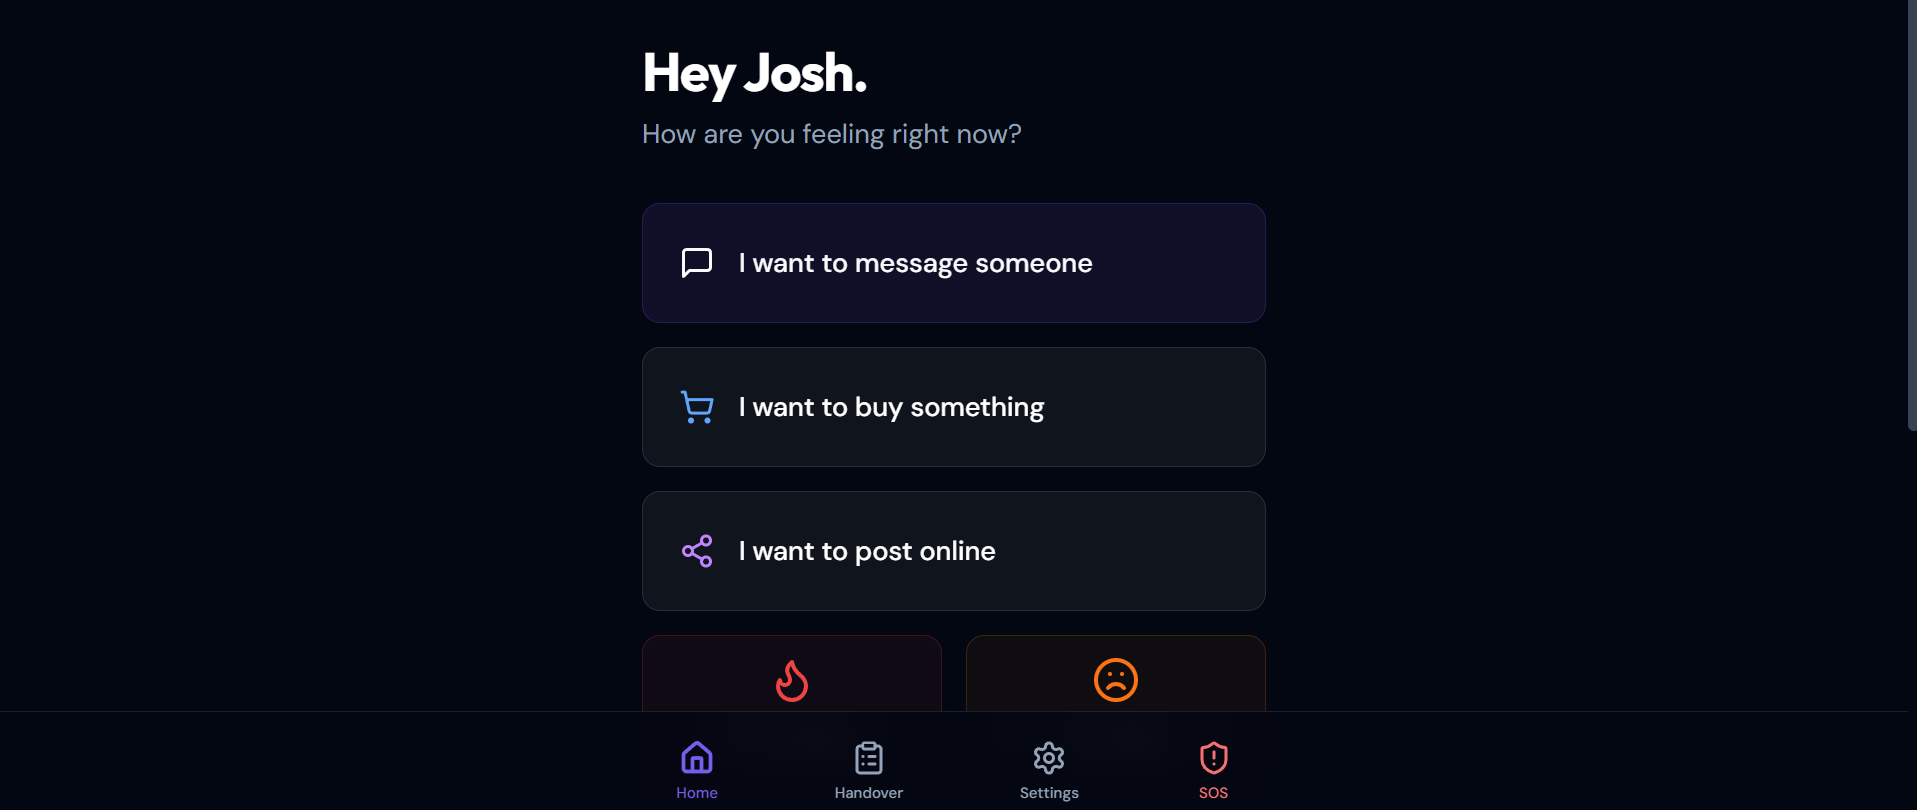 Hey Josh.
How are you feeling right now?
I want to message someone
I want to buy something
I want to post online
Home
Handover
Settings
SOS